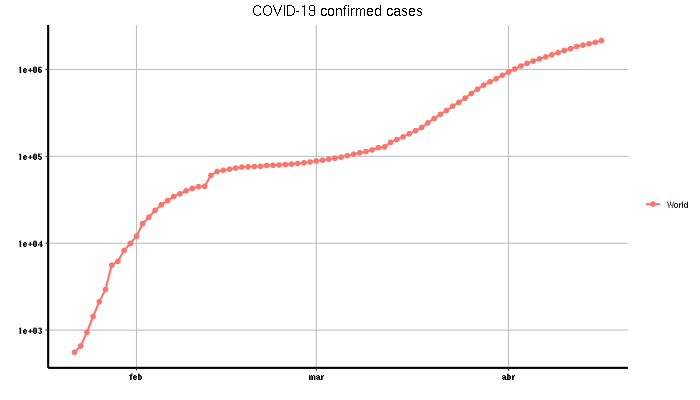 COVID-19 confirmed cases
1e+06
1e+05
1e+04
1e+03
World
feb mar abr